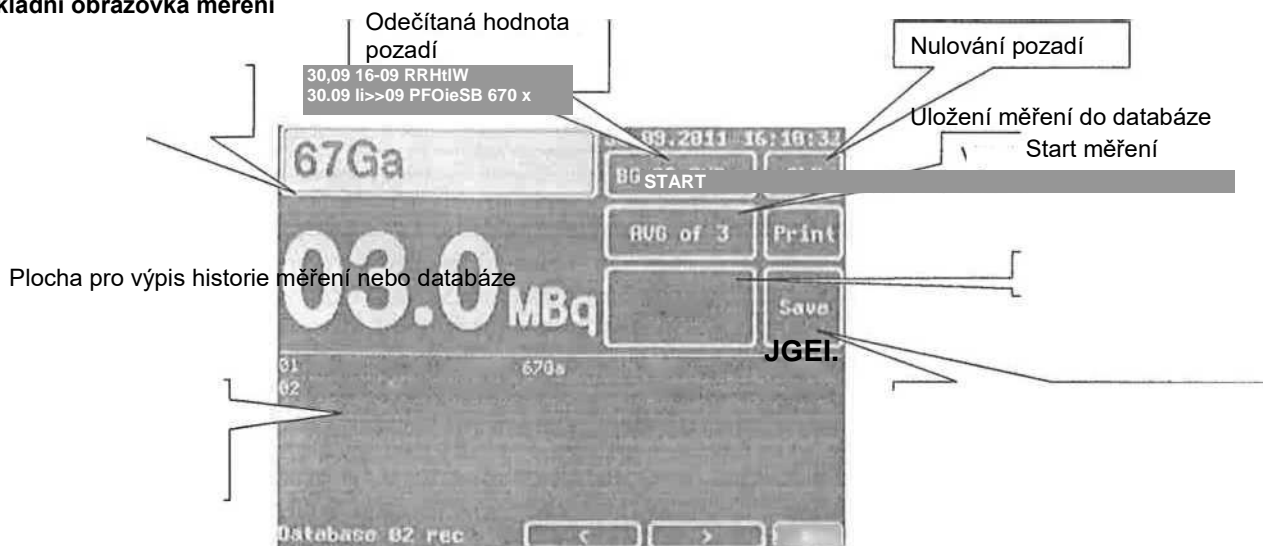 kladní obrazovka měření
Odečítaná hodnota
pozadí
Nulování pozadí
30,09 16-09 RRHtIW
30.09 li>>09 PFOieSB 670 x
Uložení měření do databáze
Start měření
67Ga
09.2011 16:10:32
BG
START
AVG of 3
Print
Plocha pro výpis historie měření nebo databáze
03.0 MBq
Save
JGEI.
01 67Ga
02
Database 02 rec
< >